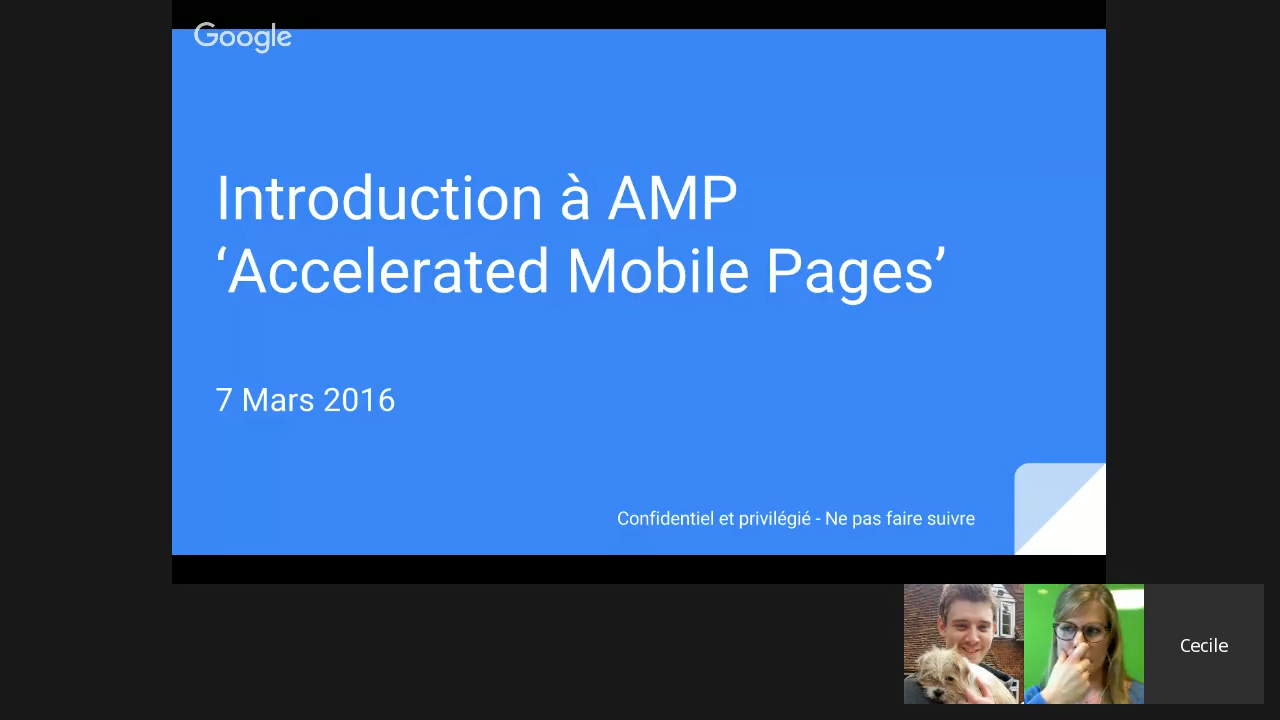 Google
Introduction à AMP
‘Accelerated Mobile Pages’
7 Mars 2016
Confidentiel et privilégié - Ne pas faire suivre
Cecile